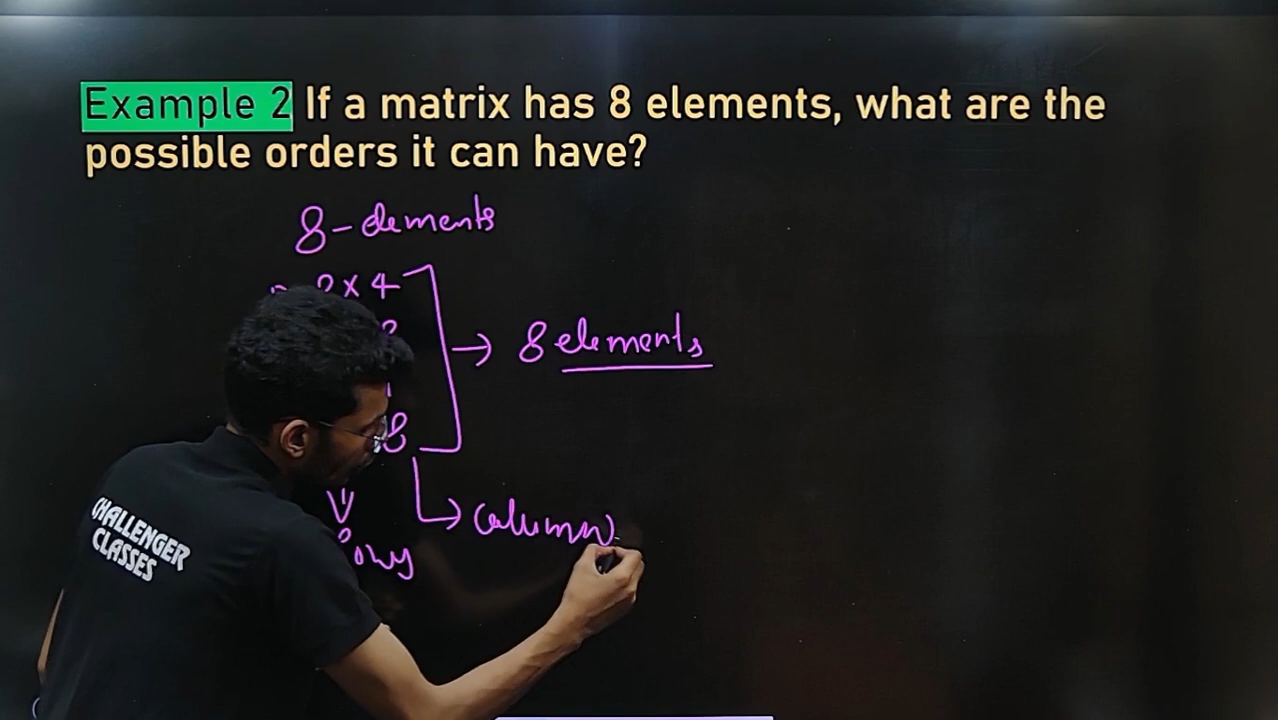 Example 2 If a matrix has 8 elements, what are the
possible orders it can have?
8-elements
2 x 4
8
→ 8 elements
8
→ Column
Rows
CHALLENGER
CLASSES